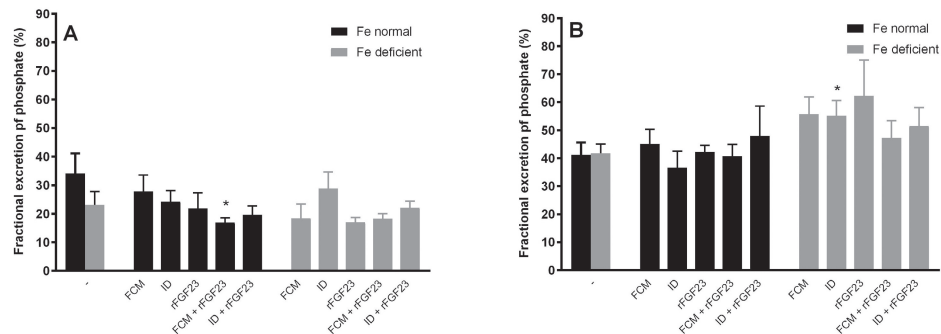 A
Fe normal
Fe deficient
Fractional excretion pf phosphate (%)
90
80
70
60
50
40
30
20
10
0
-
FCM
ID
rFGF23
FCM + rFGF23
ID + rFGF23
FCM
ID
rFGF23
FCM + rFGF23
ID + rFGF23
*
B
Fe normal
Fe deficient
Fractional excretion pf phosphate (%)
90
80
70
60
50
40
30
20
10
0
-
FCM
ID
rFGF23
FCM + rFGF23
ID + rFGF23
FCM
ID
rFGF23
FCM + rFGF23
ID + rFGF23
*